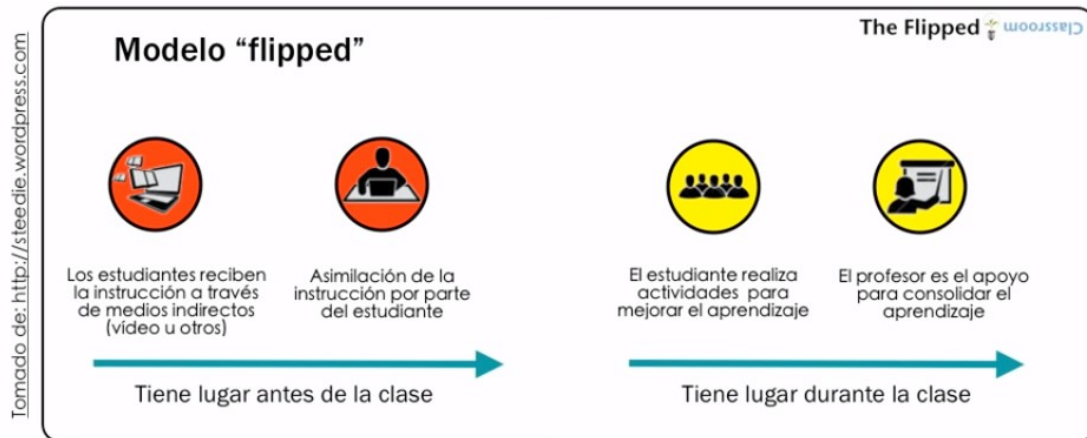 Tomado de: http://steedie.wordpress.com
Modelo “flipped”
The Flipped Classroom
Los estudiantes reciben
la instrucción a través
de medios indirectos
(vídeo u otros)
Asimilación de la
instrucción por parte
del estudiante
El estudiante realiza
actividades para
mejorar el aprendizaje
El profesor es el apoyo
para consolidar el
aprendizaje
Tiene lugar antes de la clase
Tiene lugar durante la clase